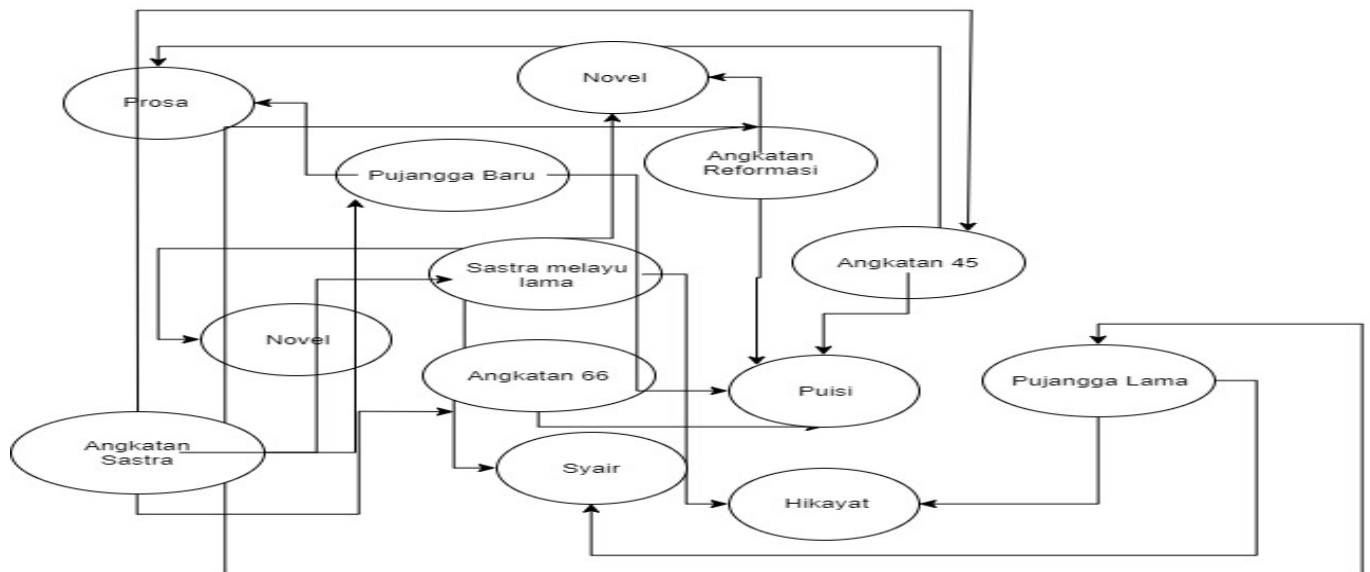 Novel
Prosa
Angkatan
Reformasi
Pujangga Baru
Sastra melayu
lama
Angkatan 45
Novel
Angkatan 66
Puisi
Pujangga Lama
Angkatan
Sastra
Syair
Hikayat